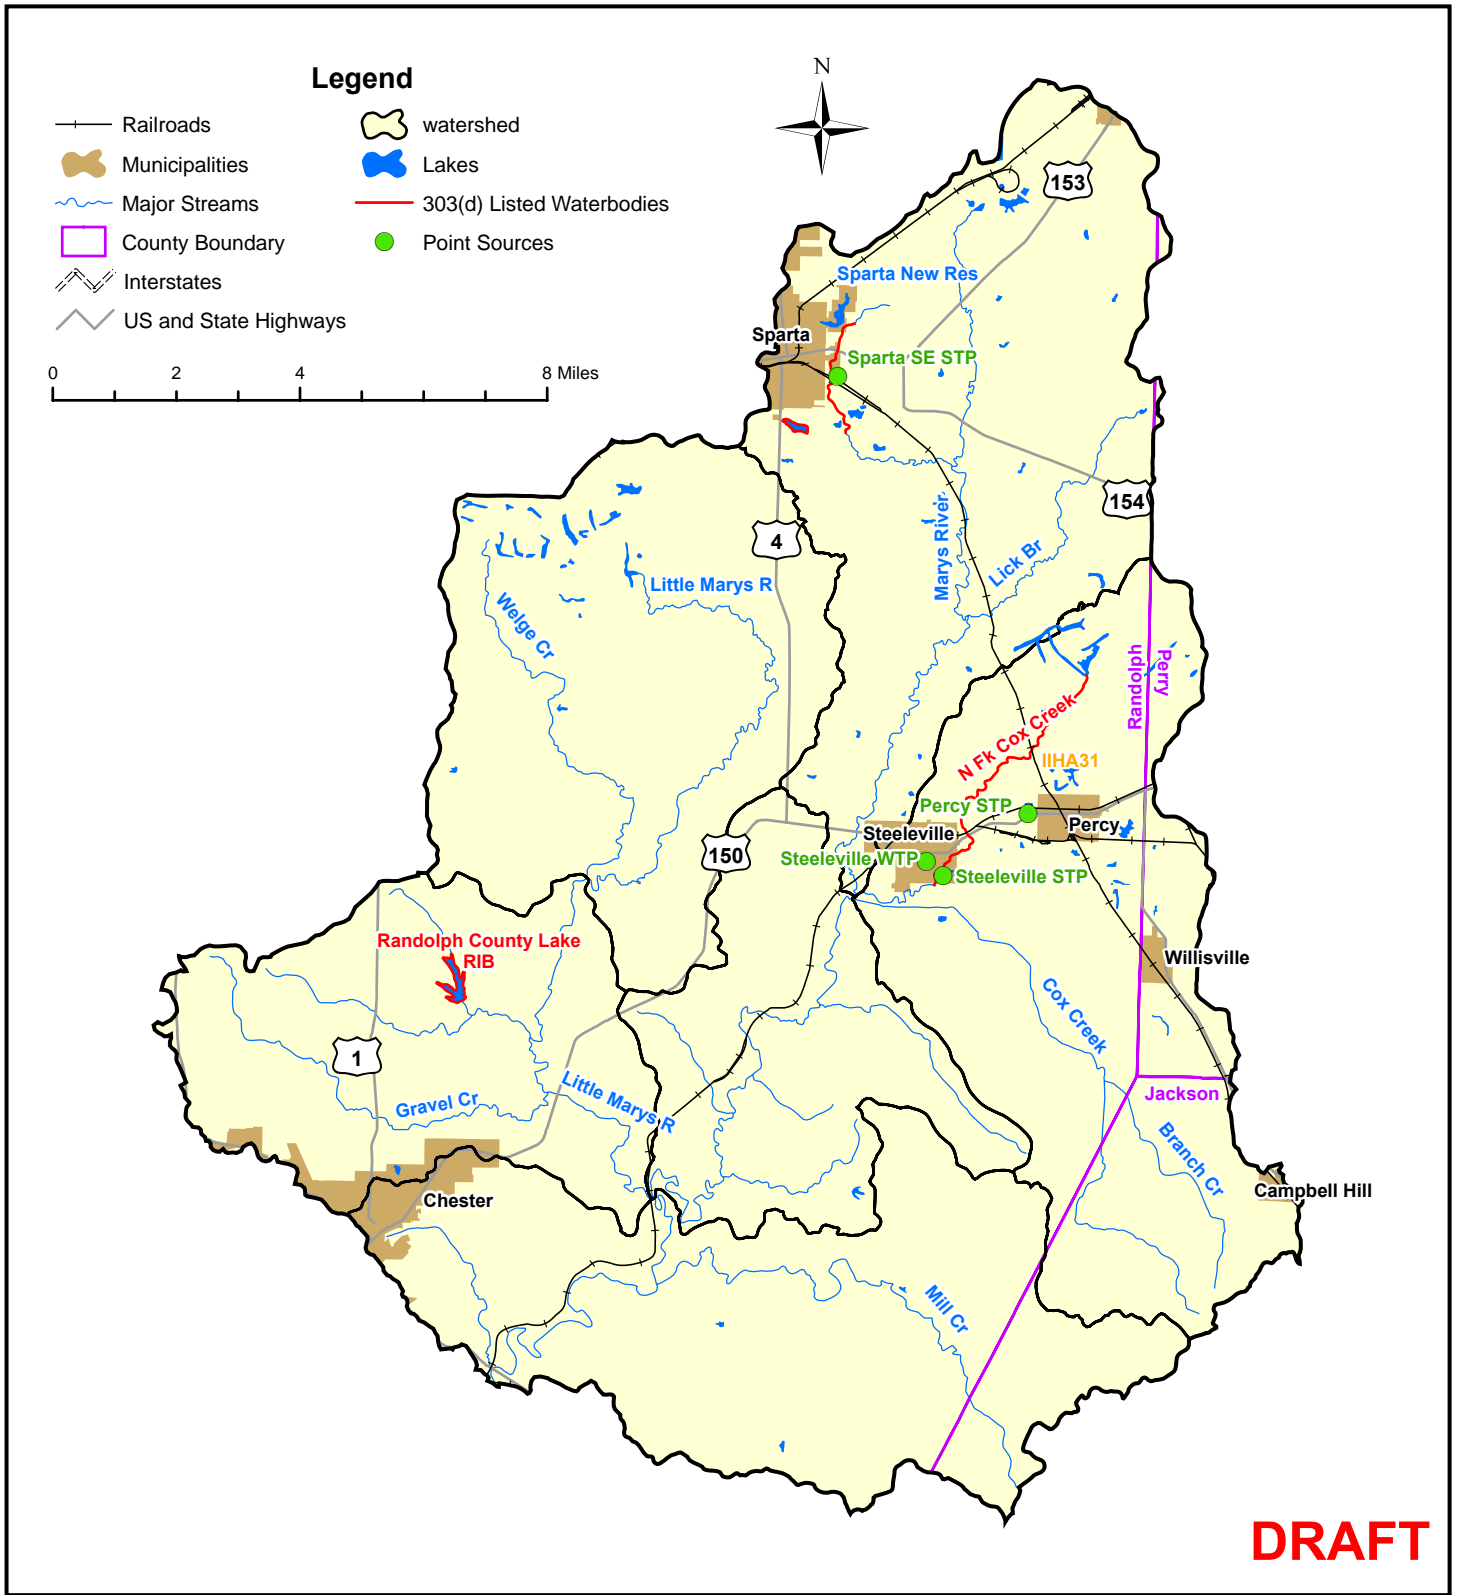 Legend
N
Railroads
watershed
Municipalities
Lakes
Major Streams
303(d) Listed Waterbodies
County Boundary
Point Sources
Interstates
US and State Highways
0 2 4 8 Miles
153
Sparta New Res
Sparta
Sparta SE STP
154
4
Marys River
Lick Br
Little Marys R
Welge Cr
Randolph
Perry
N Fk Cox Creek
IIHA31
Percy STP
Percy
Steeleville
150
Steeleville WTP
Steeleville STP
Randolph County Lake
RIB
Willisville
Cox Creek
1
Little Marys R
Gravel Cr
Jackson
Branch Cr
Chester
Campbell Hill
Mill Cr
DRAFT